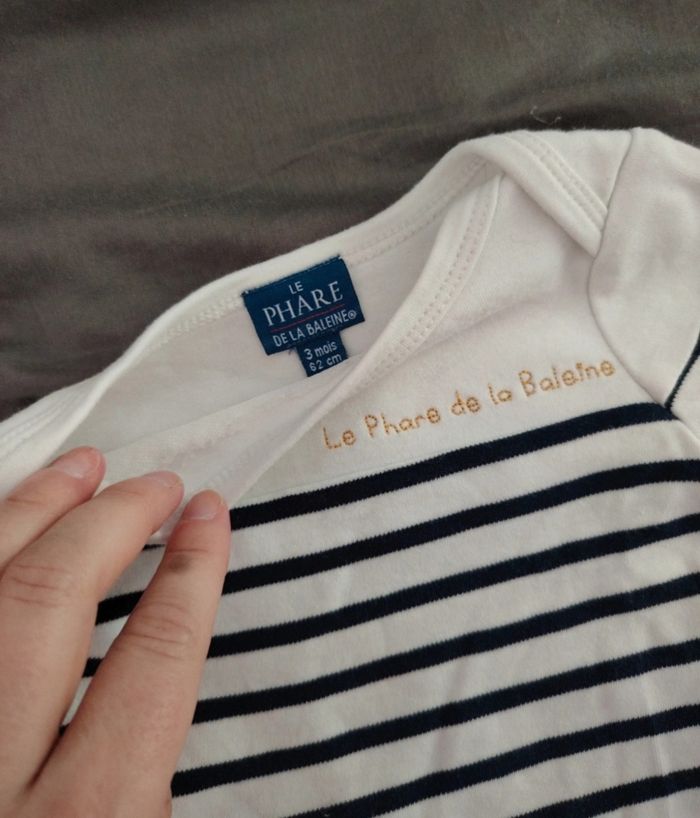 LE
PHARE
DE LA BALEINE®
3 mois
62 cm
Le Phare de la Baleine